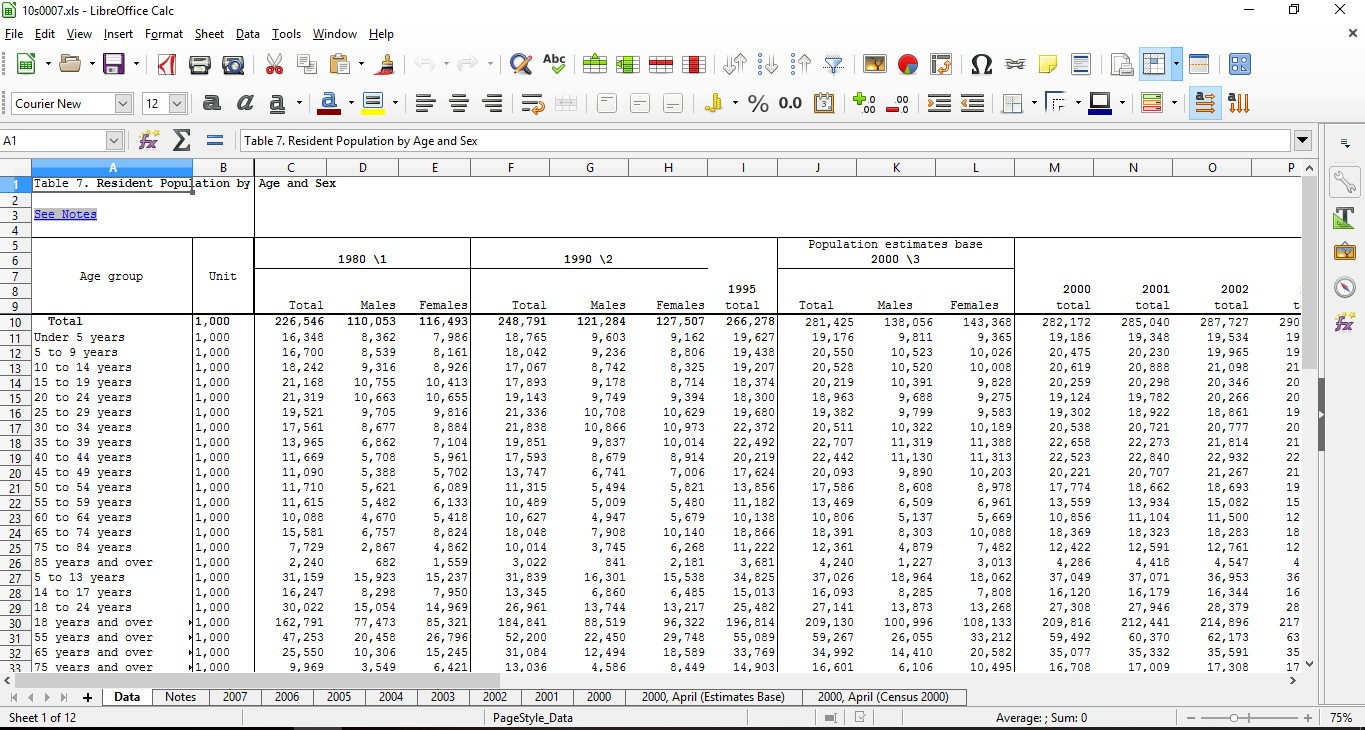 10s0007.xls - LibreOffice Calc
File Edit View Insert Format Sheet Data Tools Window Help
Courier New 12
A1 Table 7. Resident Population by Age and Sex
A B C D E F G H I J K L M N O P
1 Table 7. Resident Population by Age and Sex
2
3 See Notes
4
5 Population estimates base
6 1980 \1 1990 \2 2000 \3
7 Age group Unit
8 1995 2000 2001 2002
9 Total Males Females Total Males Females total Total Males Females total total total t
10 Total 1,000 226,546 110,053 116,493 248,791 121,284 127,507 266,278 281,425 138,056 143,368 282,172 285,040 287,727 290
11 Under 5 years 1,000 16,348 8,362 7,986 18,765 9,603 9,162 19,627 19,176 9,811 9,365 19,186 19,348 19,534 19
12 5 to 9 years 1,000 16,700 8,539 8,161 18,042 9,236 8,806 19,438 20,550 10,523 10,026 20,475 20,230 19,965 19
13 10 to 14 years 1,000 18,242 9,316 8,926 17,067 8,742 8,325 19,207 20,528 10,520 10,008 20,619 20,888 21,098 21
14 15 to 19 years 1,000 21,168 10,755 10,413 17,893 9,178 8,714 18,374 20,219 10,391 9,828 20,259 20,298 20,346 20
15 20 to 24 years 1,000 21,319 10,663 10,655 19,143 9,749 9,394 18,300 18,963 9,688 9,275 19,124 19,782 20,266 20
16 25 to 29 years 1,000 19,521 9,705 9,816 21,336 10,708 10,629 19,680 19,382 9,799 9,583 19,302 18,922 18,861 19
17 30 to 34 years 1,000 17,561 8,677 8,884 21,838 10,866 10,973 22,372 20,511 10,322 10,189 20,538 20,721 20,777 20
18 35 to 39 years 1,000 13,965 6,862 7,104 19,851 9,837 10,014 22,492 22,707 11,319 11,388 22,658 22,273 21,814 21
19 40 to 44 years 1,000 11,669 5,708 5,961 17,593 8,679 8,914 20,219 22,442 11,130 11,313 22,523 22,840 22,932 22
20 45 to 49 years 1,000 11,090 5,388 5,702 13,747 6,741 7,006 17,624 20,093 9,890 10,203 20,221 20,707 21,267 21
21 50 to 54 years 1,000 11,710 5,621 6,089 11,315 5,494 5,821 13,856 17,586 8,608 8,978 17,774 18,662 18,693 19
22 55 to 59 years 1,000 11,615 5,482 6,133 10,489 5,009 5,480 11,182 13,469 6,509 6,961 13,559 13,934 15,082 15
23 60 to 64 years 1,000 10,088 4,670 5,418 10,627 4,947 5,679 10,138 10,806 5,137 5,669 10,856 11,104 11,500 12
24 65 to 74 years 1,000 15,581 6,757 8,824 18,048 7,908 10,140 18,866 18,391 8,303 10,088 18,369 18,323 18,283 18
25 75 to 84 years 1,000 7,729 2,867 4,862 10,014 3,745 6,268 11,222 12,361 4,879 7,482 12,422 12,591 12,761 12
26 85 years and over 1,000 2,240 682 1,559 3,022 841 2,181 3,681 4,240 1,227 3,013 4,286 4,418 4,547 4
27 5 to 13 years 1,000 31,159 15,923 15,237 31,839 16,301 15,538 34,825 37,026 18,964 18,062 37,049 37,071 36,953 36
28 14 to 17 years 1,000 16,247 8,298 7,950 13,345 6,860 6,485 15,013 16,093 8,285 7,808 16,120 16,179 16,344 16
29 18 to 24 years 1,000 30,022 15,054 14,969 26,961 13,744 13,217 25,482 27,141 13,873 13,268 27,308 27,946 28,379 28
30 18 years and over 1,000 162,791 77,473 85,321 184,841 88,519 96,322 196,814 209,130 100,996 108,133 209,816 212,441 214,896 217
31 55 years and over 1,000 47,253 20,458 26,796 52,200 22,450 29,748 55,089 59,267 26,055 33,212 59,492 60,370 62,173 63
32 65 years and over 1,000 25,550 10,306 15,245 31,084 12,494 18,589 33,769 34,992 14,410 20,582 35,077 35,332 35,591 35
33 75 years and over 1,000 9,969 3,549 6,421 13,036 4,586 8,449 14,903 16,601 6,106 10,495 16,708 17,009 17,308 17
Data Notes 2007 2006 2005 2004 2003 2002 2001 2000 2000, April (Estimates Base) 2000, April (Census 2000)
Sheet 1 of 12 PageStyle_Data Average: ; Sum: 0 75%